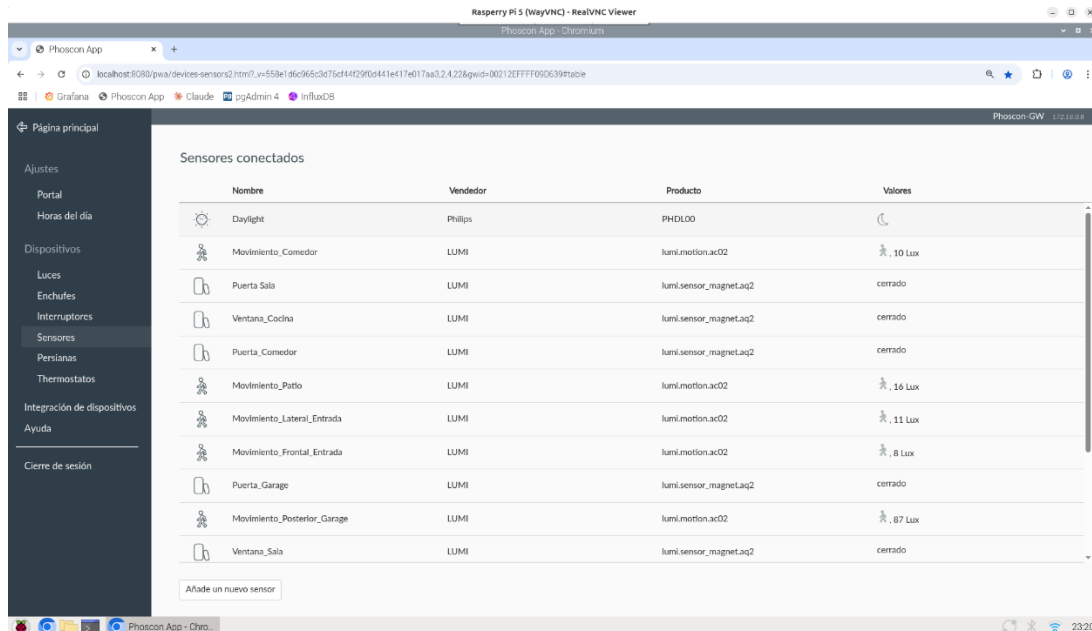 Rasperry Pi 5 (WayVNC) - RealVNC Viewer
Phoscon App - Chromium
Phoscon App
localhost:8080/pwa/devices-sensors2.html?_v=558e1d6c965c3d76cf44f29f0d441e417e017aa3,2,4,22&gwid=00212EFFFF09D639#table
Grafana Phoscon App Claude pgAdmin 4 InfluxDB
Phoscon-GW 172.18.0.8
Página principal
Ajustes
Portal
Horas del día
Dispositivos
Luces
Enchufes
Interruptores
Sensores
Persianas
Thermostatos
Integración de dispositivos
Ayuda
Cierre de sesión
Sensores conectados
Nombre Vendedor Producto Valores
Daylight Philips PHDL00
Movimiento_Comedor LUMI lumi.motion.ac02 , 10 Lux
Puerta Sala LUMI lumi.sensor_magnet.aq2 cerrado
Ventana_Cocina LUMI lumi.sensor_magnet.aq2 cerrado
Puerta_Comedor LUMI lumi.sensor_magnet.aq2 cerrado
Movimiento_Patio LUMI lumi.motion.ac02 , 16 Lux
Movimiento_Lateral_Entrada LUMI lumi.motion.ac02 , 11 Lux
Movimiento_Frontal_Entrada LUMI lumi.motion.ac02 , 8 Lux
Puerta_Garage LUMI lumi.sensor_magnet.aq2 cerrado
Movimiento_Posterior_Garage LUMI lumi.motion.ac02 , 87 Lux
Ventana_Sala LUMI lumi.sensor_magnet.aq2 cerrado
Añade un nuevo sensor
Phoscon App - Chro...